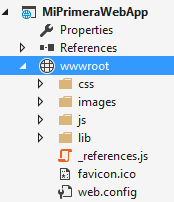 MiPrimeraWebApp
Properties
References
wwwroot
css
images
js
lib
_references.js
favicon.ico
web.config